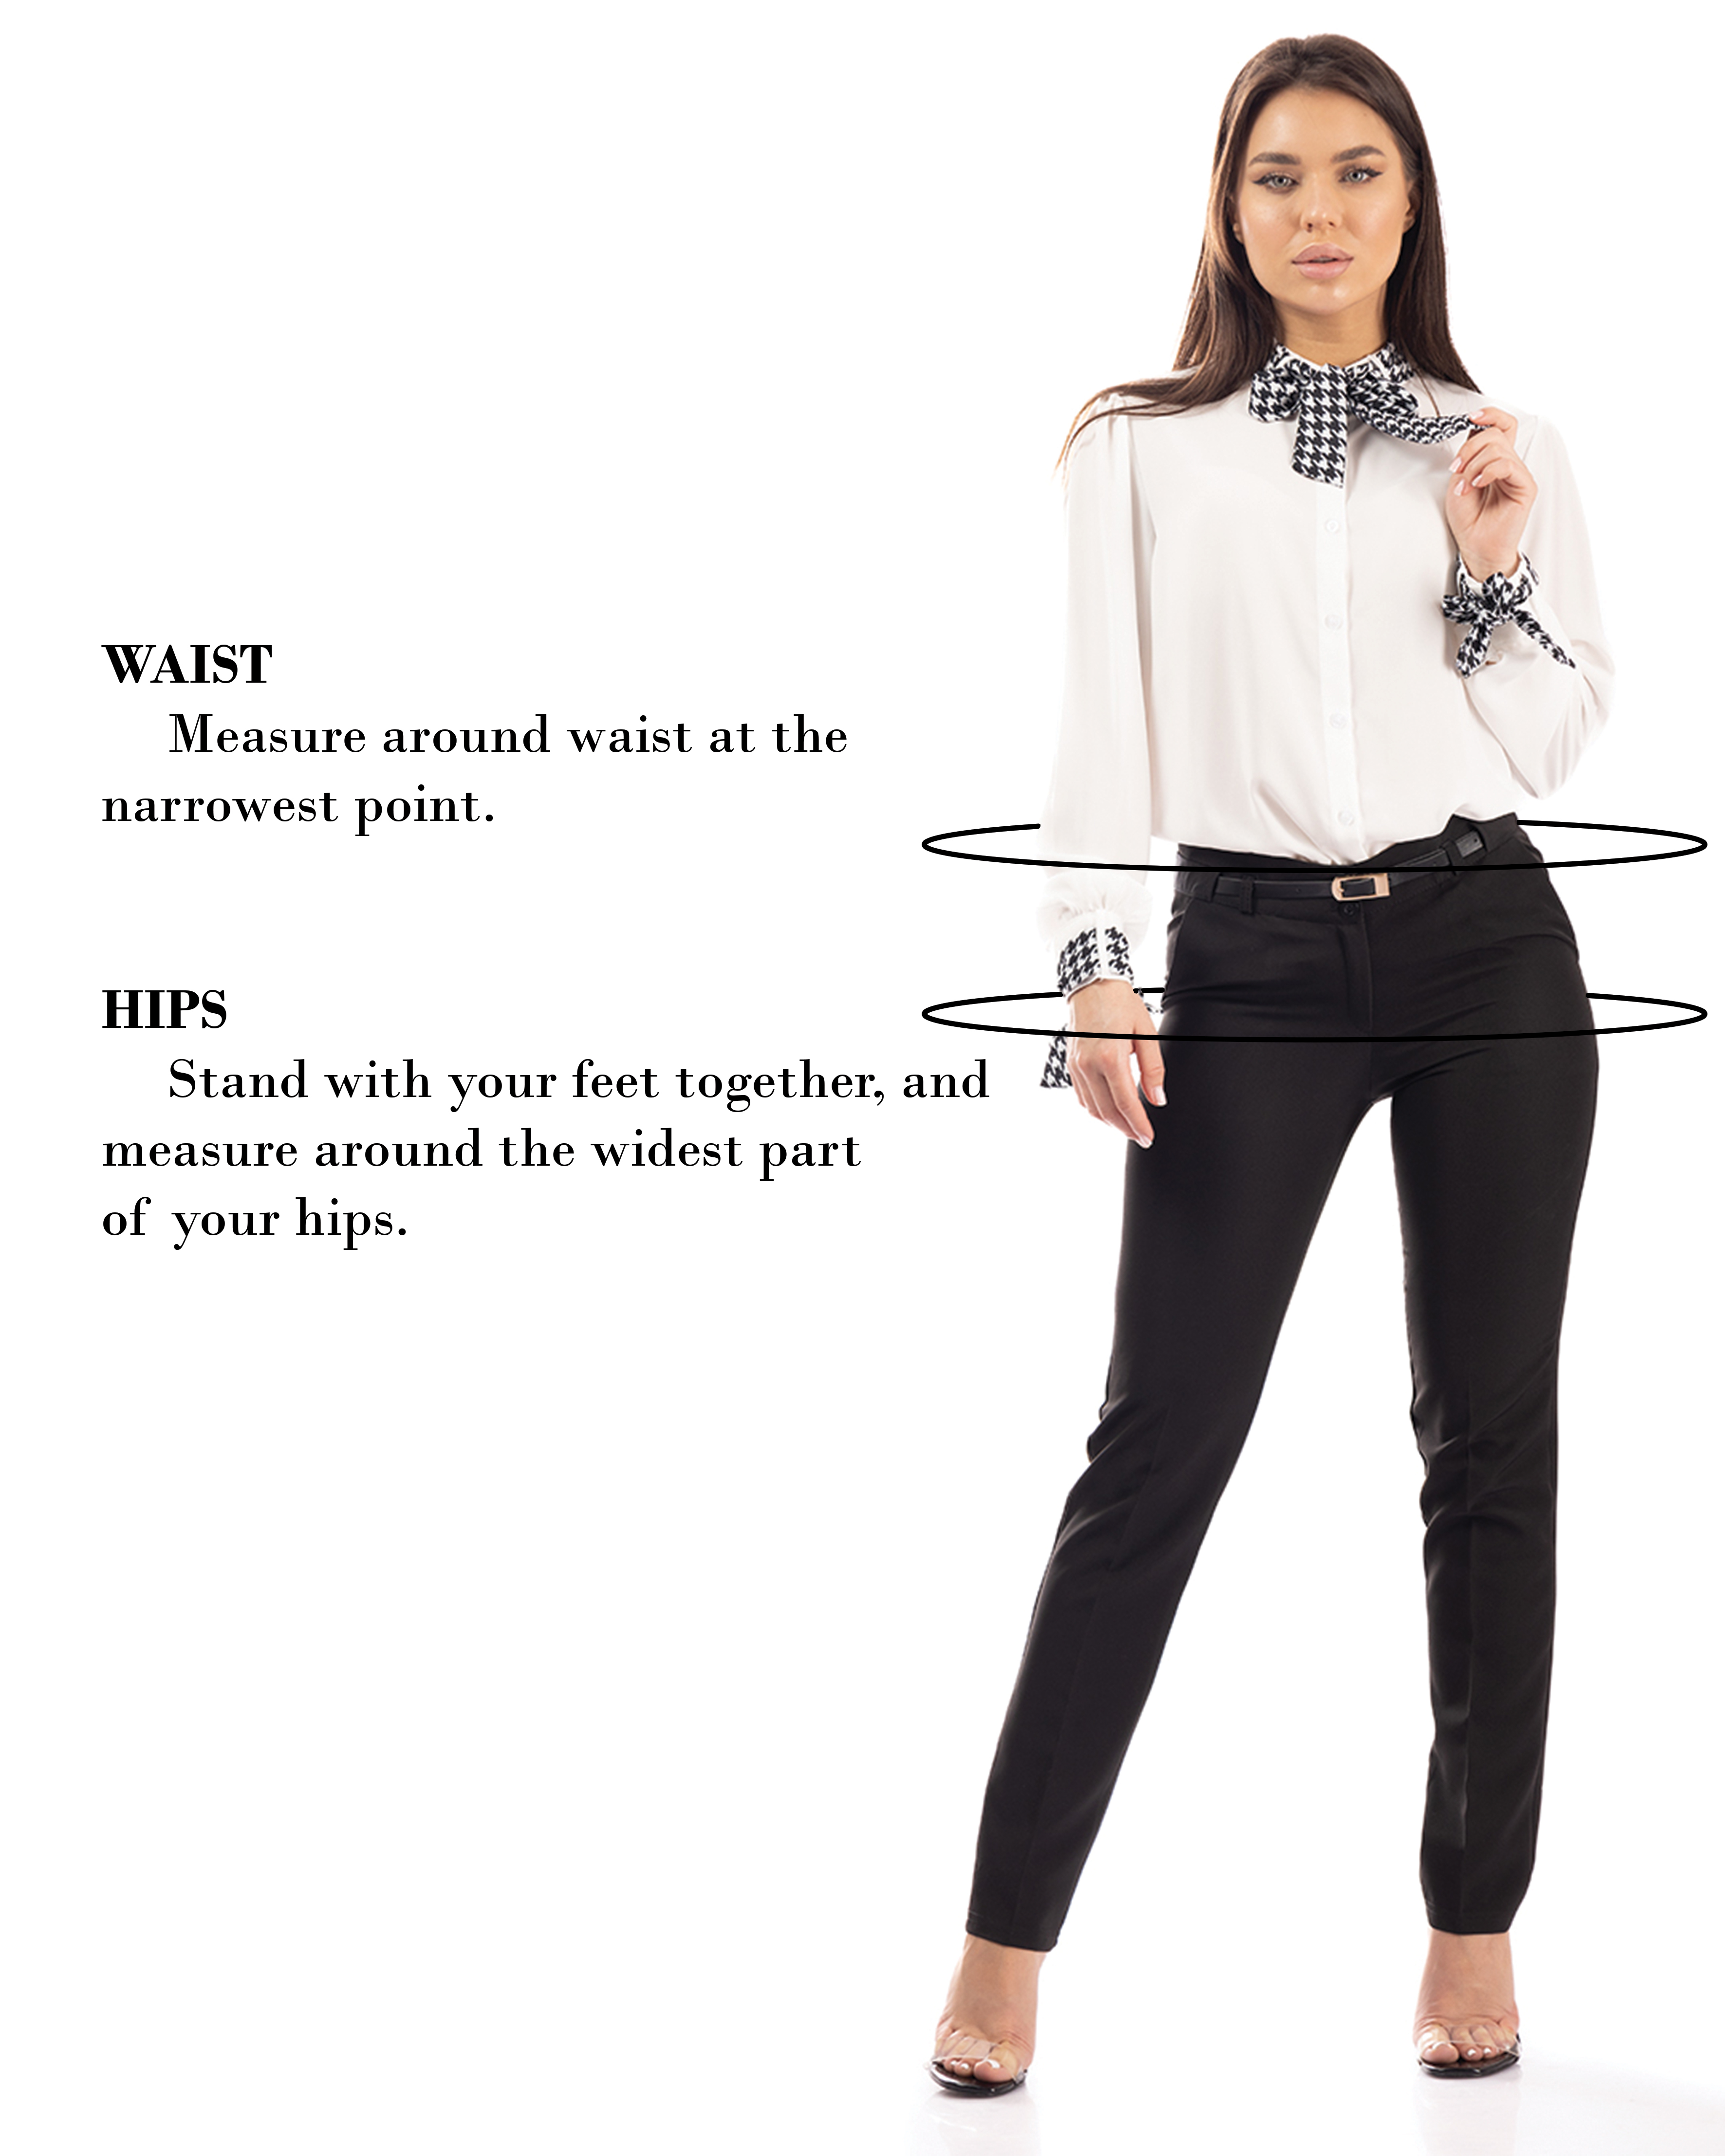 WAIST
Measure around waist at the
narrowest point.
HIPS
Stand with your feet together, and
measure around the widest part
of your hips.